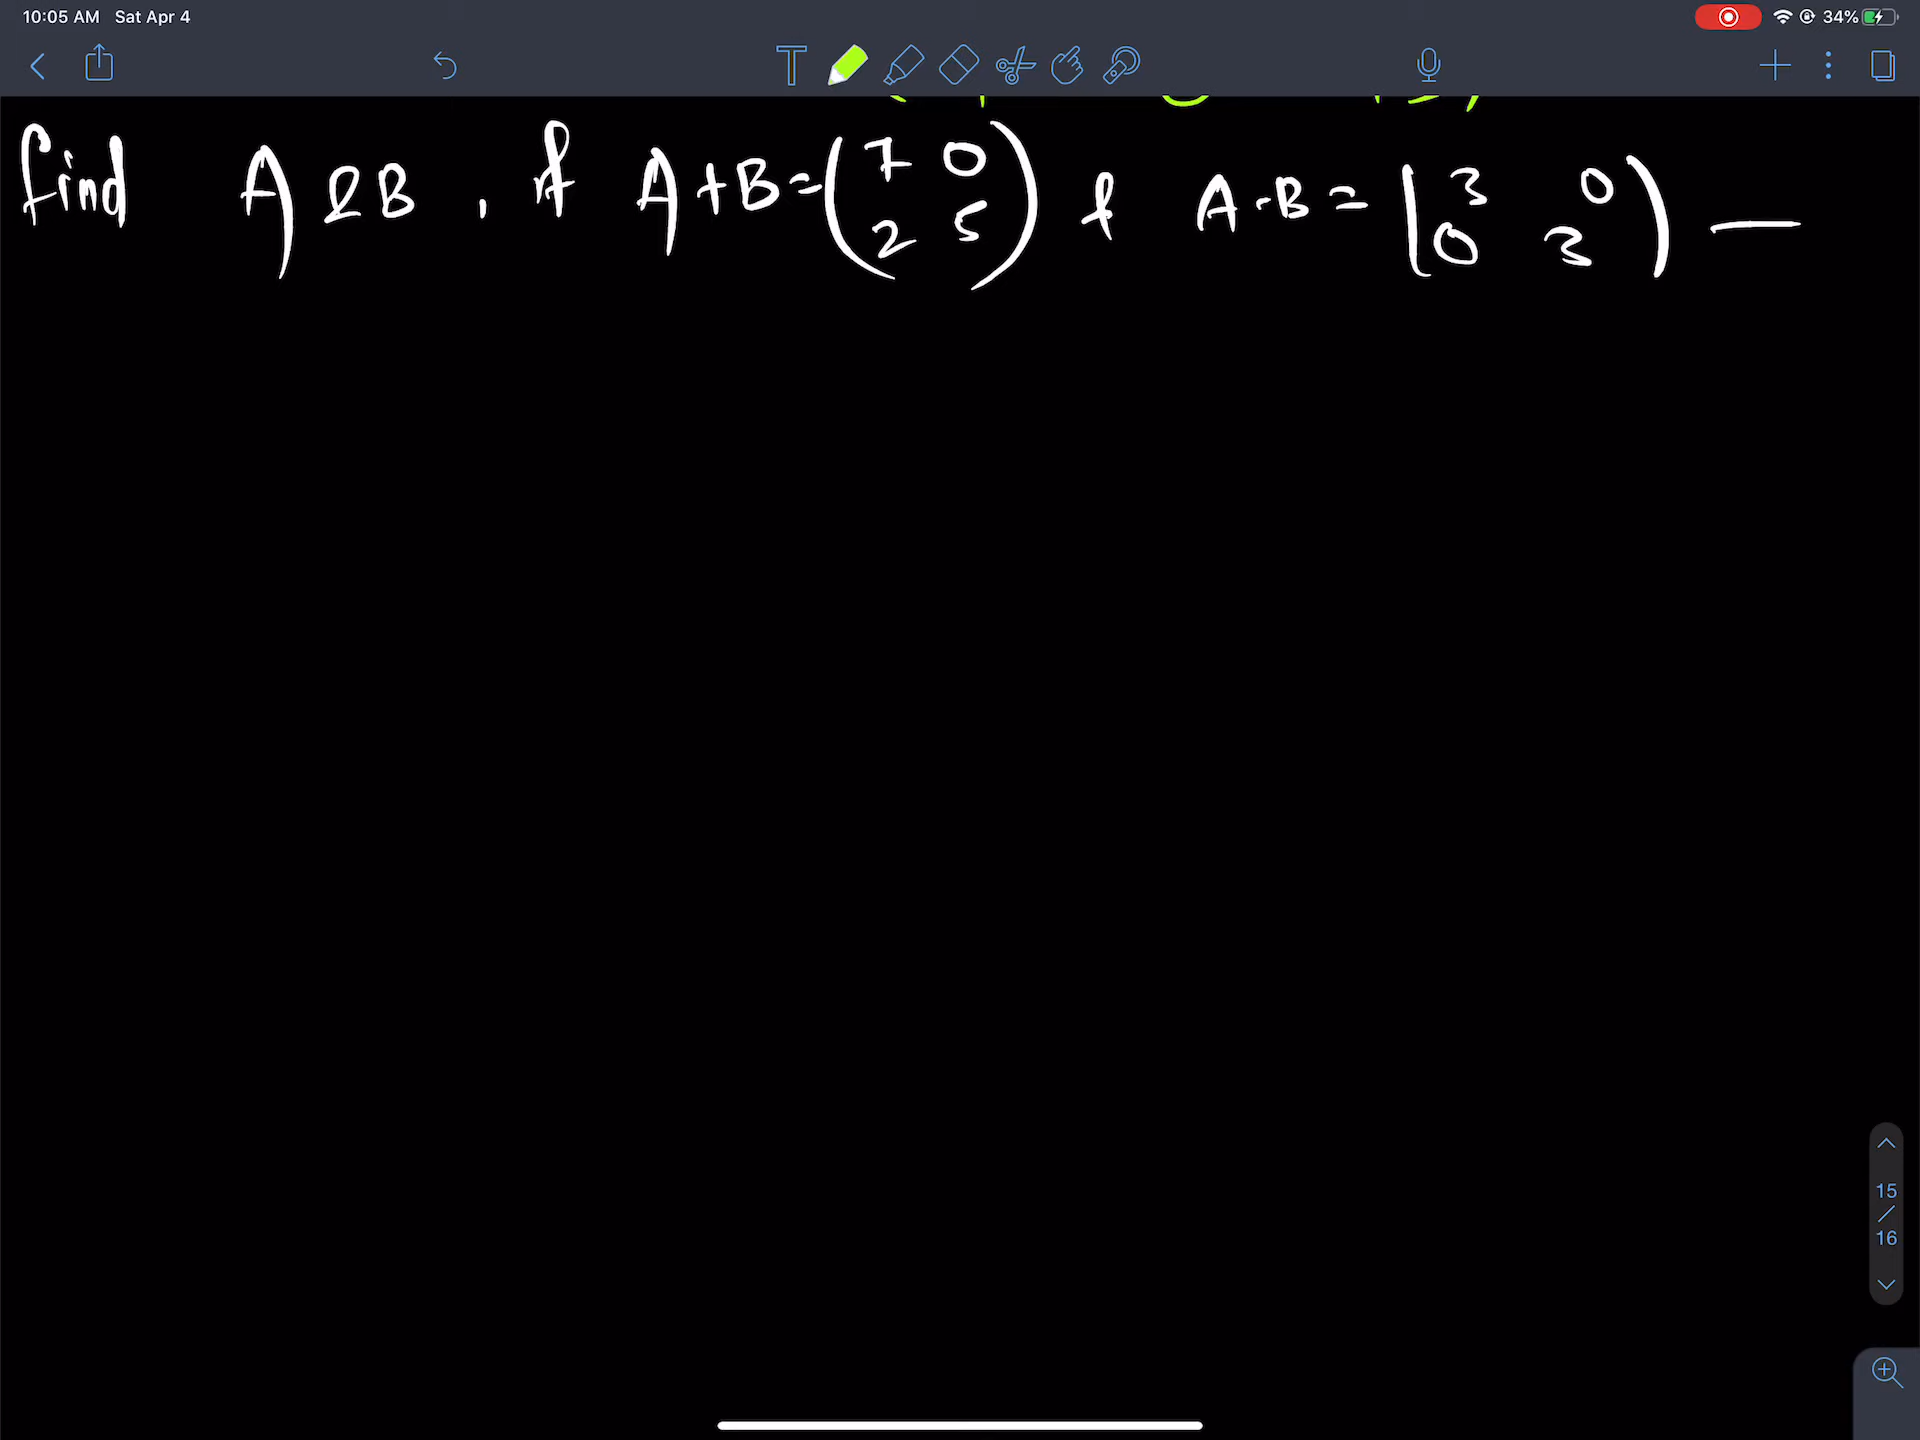 10:05 AM Sat Apr 4
34%
find A & B , if A+B = (7 0
2 5) & A-B = (3 0
0 3) —
15
/
16